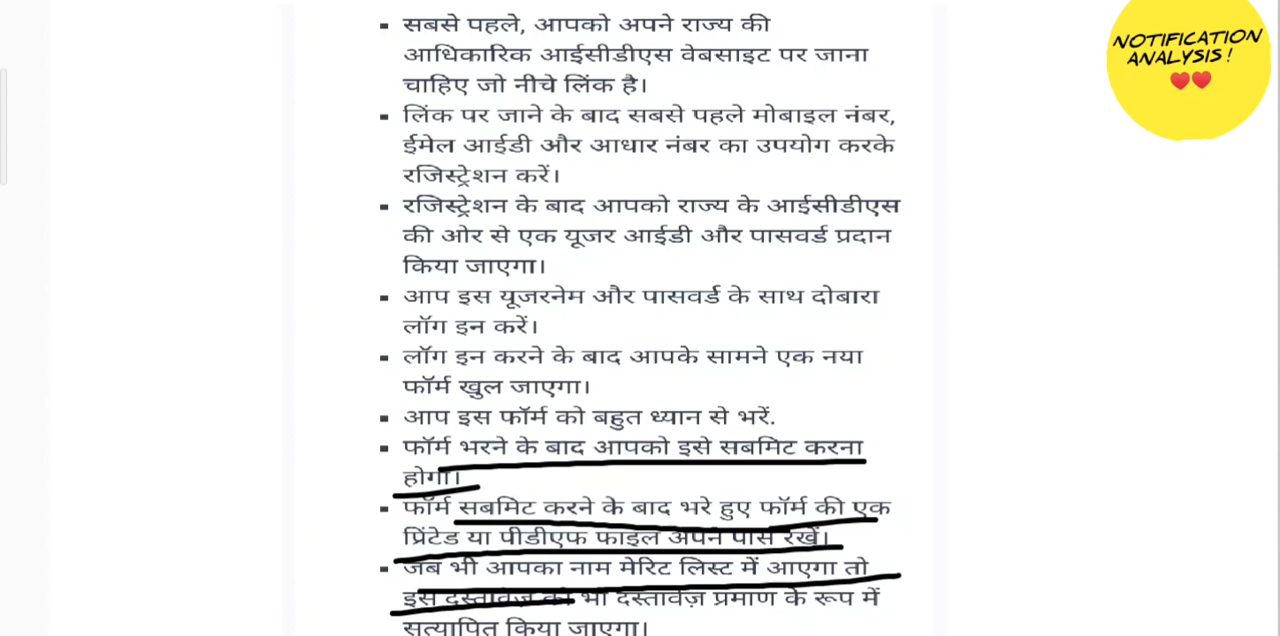 सबसे पहले, आपको अपने राज्य की
आधिकारिक आईसीडीएस वेबसाइट पर जाना
चाहिए जो नीचे लिंक है।
लिंक पर जाने के बाद सबसे पहले मोबाइल नंबर,
ईमेल आईडी और आधार नंबर का उपयोग करके
रजिस्ट्रेशन करें।
रजिस्ट्रेशन के बाद आपको राज्य के आईसीडीएस
की ओर से एक यूजर आईडी और पासवर्ड प्रदान
किया जाएगा।
आप इस यूजरनेम और पासवर्ड के साथ दोबारा
लॉग इन करें।
लॉग इन करने के बाद आपके सामने एक नया
फॉर्म खुल जाएगा।
आप इस फॉर्म को बहुत ध्यान से भरें.
फॉर्म भरने के बाद आपको इसे सबमिट करना
होगा।
फॉर्म सबमिट करने के बाद भरे हुए फॉर्म की एक
प्रिंटेड या पीडीएफ फाइल अपने पास रखें।
जब भी आपका नाम मेरिट लिस्ट में आएगा तो
इस दस्तावेज़ को भी दस्तावेज़ प्रमाण के रूप में
सत्यापित किया जाएगा।
NOTIFICATION
ANALYSIS!